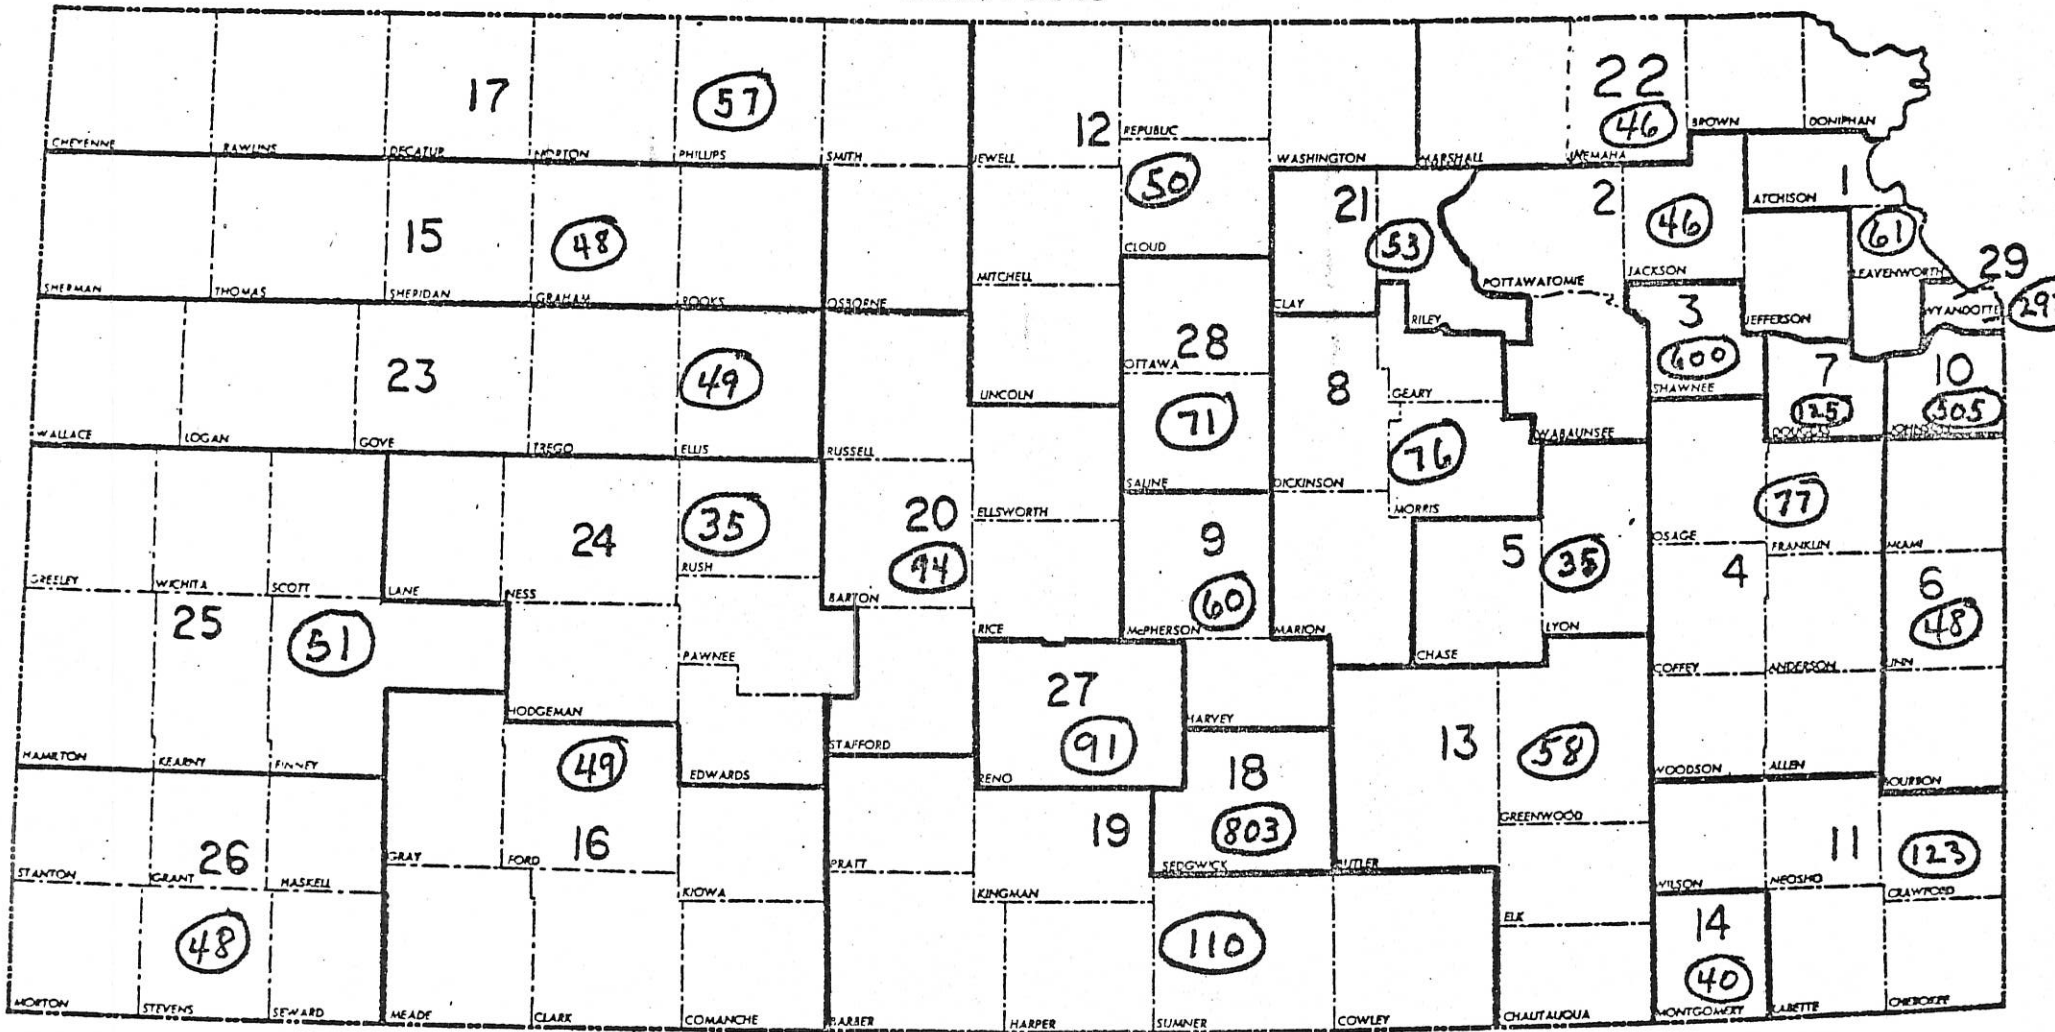 17
57
12
22
46
CHEYENNE
RAWLINS
DECATUR
NORTON
PHILLIPS
SMITH
JEWELL
REPUBLIC
WASHINGTON
MARSHALL
NEMAHA
BROWN
DONIPHAN
50
21
2
1
ATCHISON
15
48
53
46
61
CLOUD
MITCHELL
SHERMAN
THOMAS
SHERIDAN
GRAHAM
ROOKS
OSBORNE
CLAY
RILEY
POTTAWATOMIE
JACKSON
JEFFERSON
LEAVENWORTH
29
WYANDOTTE
3
600
23
49
28
OTTAWA
8
7
10
125
305
LINCOLN
71
GEARY
SHAWNEE
DOUGLAS
JOHNSON
WALLACE
LOGAN
GOVE
TREGO
ELLIS
RUSSELL
76
WABAUNSEE
SALINE
DICKINSON
MORRIS
77
24
35
20
ELLSWORTH
9
5
35
4
OSAGE
FRANKLIN
MIAMI
RUSH
94
6
48
GREELEY
WICHITA
SCOTT
LANE
NESS
BARTON
60
25
51
RICE
McPHERSON
MARION
LYON
PAWNEE
CHASE
COFFEY
ANDERSON
LINN
27
91
HODGEMAN
HARVEY
13
58
STAFFORD
49
HAMILTON
KEARNY
FINNEY
EDWARDS
RENO
18
803
WOODSON
ALLEN
BOURBON
16
19
GREENWOOD
26
GRAY
FORD
PRATT
SEDGWICK
BUTLER
11
123
STANTON
GRANT
HASKELL
KIOWA
KINGMAN
WILSON
NEOSHO
CRAWFORD
48
110
ELK
14
40
MORTON
STEVENS
SEWARD
MEADE
CLARK
COMANCHE
BARBER
HARPER
SUMNER
COWLEY
CHAUTAUQUA
MONTGOMERY
LABETTE
CHEROKEE